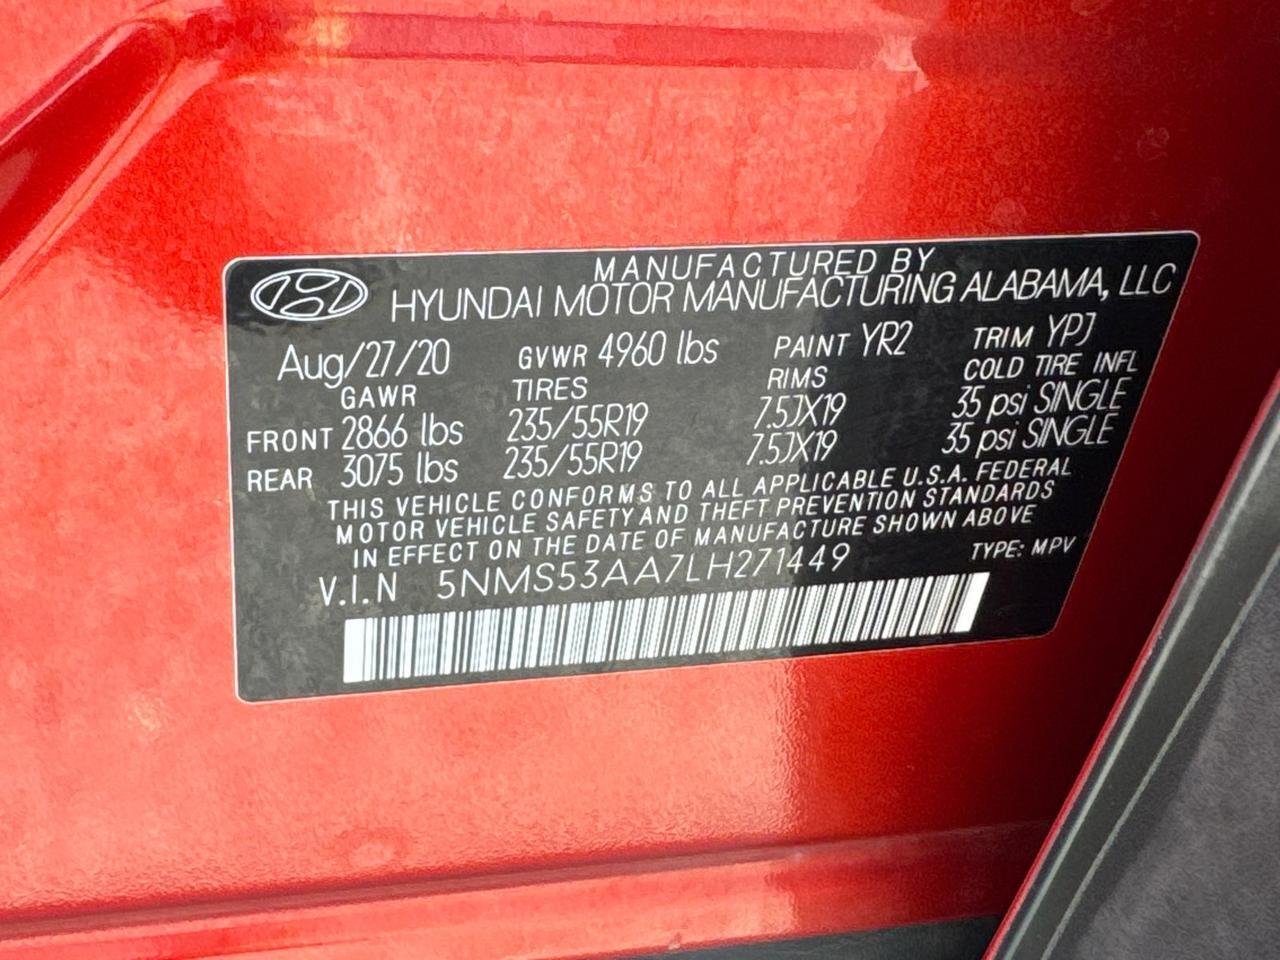 MANUFACTURED BY
HYUNDAI MOTOR MANUFACTURING ALABAMA, LLC
Aug/27/20 GVWR 4960 lbs PAINT YR2 TRIM YPJ
GAWR TIRES RIMS COLD TIRE INFL
FRONT 2866 lbs 235/55R19 7.5JX19 35 psi SINGLE
REAR 3075 lbs 235/55R19 7.5JX19 35 psi SINGLE
THIS VEHICLE CONFORMS TO ALL APPLICABLE U.S.A. FEDERAL
MOTOR VEHICLE SAFETY AND THEFT PREVENTION STANDARDS
IN EFFECT ON THE DATE OF MANUFACTURE SHOWN ABOVE
V.I.N 5NMS53AA7LH271449 TYPE: MPV